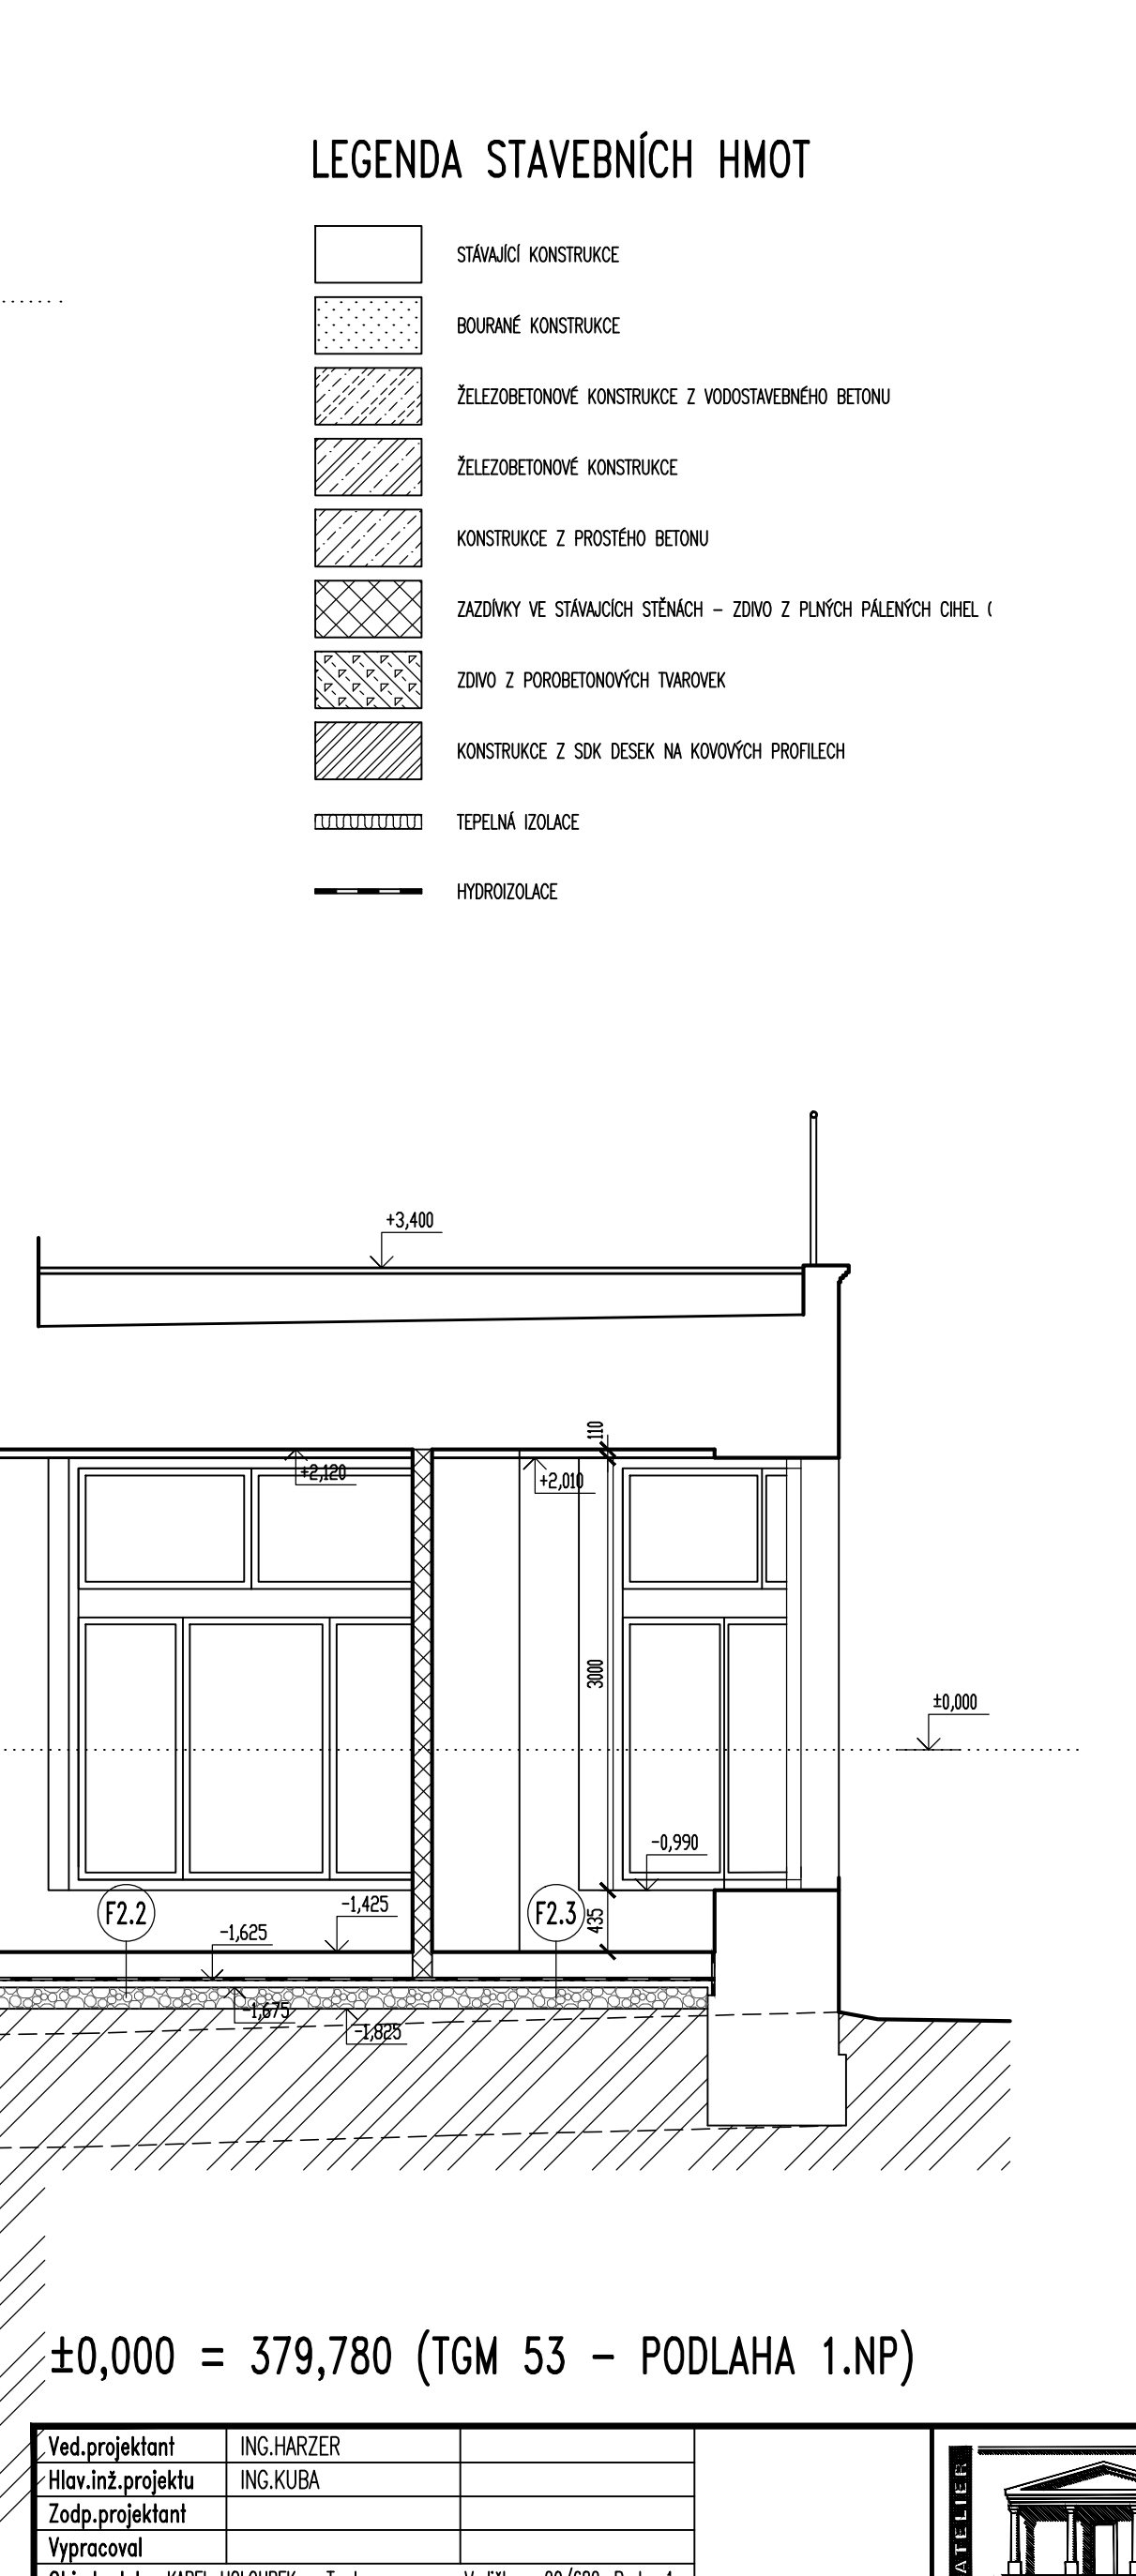 LEGENDA STAVEBNÍCH HMOT
STÁVAJÍCÍ KONSTRUKCE
BOURANÉ KONSTRUKCE
ŽELEZOBETONOVÉ KONSTRUKCE Z VODOSTAVEBNÉHO BETONU
ŽELEZOBETONOVÉ KONSTRUKCE
KONSTRUKCE Z PROSTÉHO BETONU
ZAZDÍVKY VE STÁVAJCÍCH STĚNÁCH – ZDIVO Z PLNÝCH PÁLENÝCH CIHEL (
ZDIVO Z POROBETONOVÝCH TVAROVEK
KONSTRUKCE Z SDK DESEK NA KOVOVÝCH PROFILECH
TEPELNÁ IZOLACE
HYDROIZOLACE
+3,400
110
+2,120
+2,010
3000
±0,000
-0,990
F2.2
-1,425
F2.3
435
-1,625
-1,675
-1,825
±0,000 = 379,780 (TGM 53 – PODLAHA 1.NP)
Ved.projektant ING.HARZER
Hlav.inž.projektu ING.KUBA
Zodp.projektant
Vypracoval
ATELIER